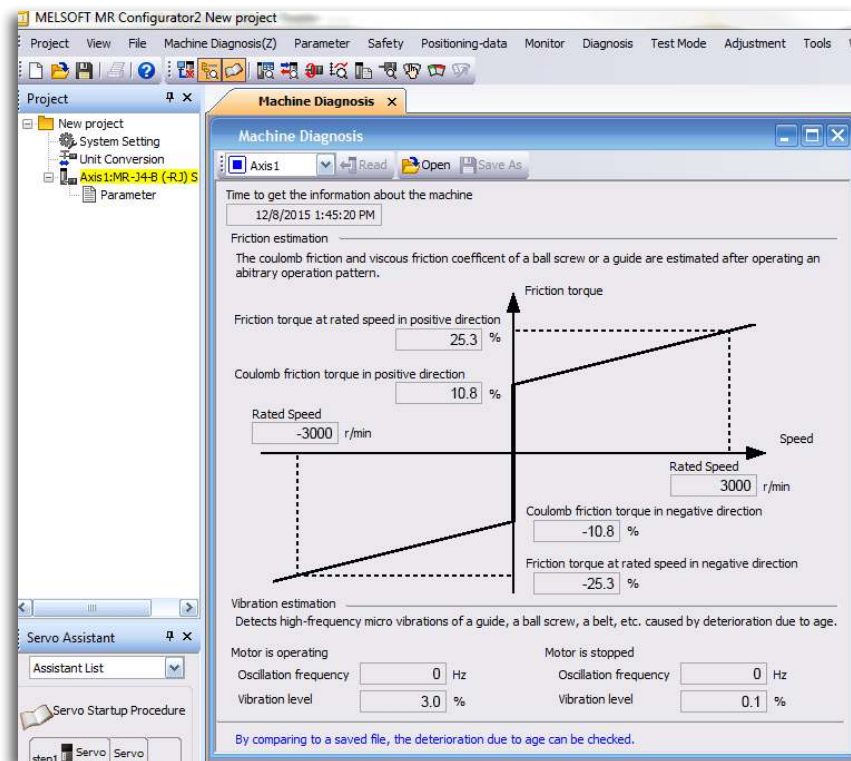 MELSOFT MR Configurator2 New project
Project View File Machine Diagnosis(Z) Parameter Safety Positioning-data Monitor Diagnosis Test Mode Adjustment Tools
Project
Machine Diagnosis
New project
System Setting
Unit Conversion
Axis1:MR-J4-B (-RJ) S
Parameter
Machine Diagnosis
Axis1 Read Open Save As
Time to get the information about the machine
12/8/2015 1:45:20 PM
Friction estimation
The coulomb friction and viscous friction coefficent of a ball screw or a guide are estimated after operating an
abitrary operation pattern.
Friction torque
Friction torque at rated speed in positive direction
25.3 %
Coulomb friction torque in positive direction
10.8 %
Rated Speed
-3000 r/min
Speed
Rated Speed
3000 r/min
Coulomb friction torque in negative direction
-10.8 %
Friction torque at rated speed in negative direction
-25.3 %
Vibration estimation
Detects high-frequency micro vibrations of a guide, a ball screw, a belt, etc. caused by deterioration due to age.
Motor is operating Motor is stopped
Oscillation frequency 0 Hz Oscillation frequency 0 Hz
Vibration level 3.0 % Vibration level 0.1 %
By comparing to a saved file, the deterioration due to age can be checked.
Servo Assistant
Assistant List
Servo Startup Procedure
step1 Servo Servo